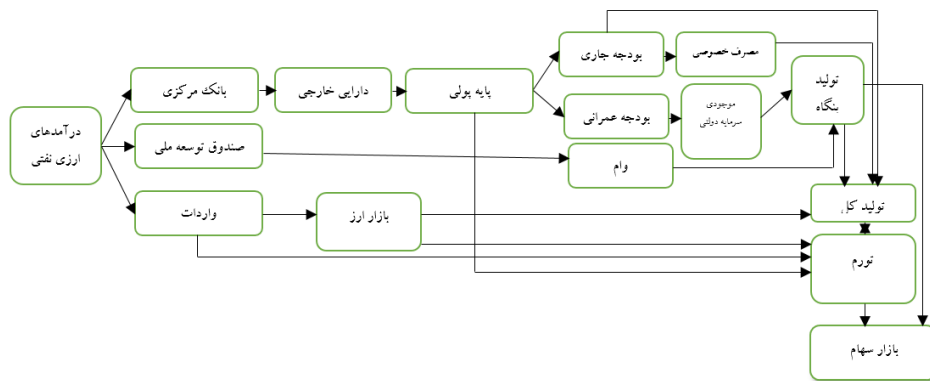 درآمدهای
ارزی نفتی
بانک مرکزی
دارایی خارجی
پایه پولی
بودجه جاری
مصرف خصوصی
بودجه عمرانی
موجودی
سرمایه دولتی
تولید
بنگاه
صندوق توسعه ملی
وام
واردات
بازار ارز
تولید کل
تورم
بازار سهام